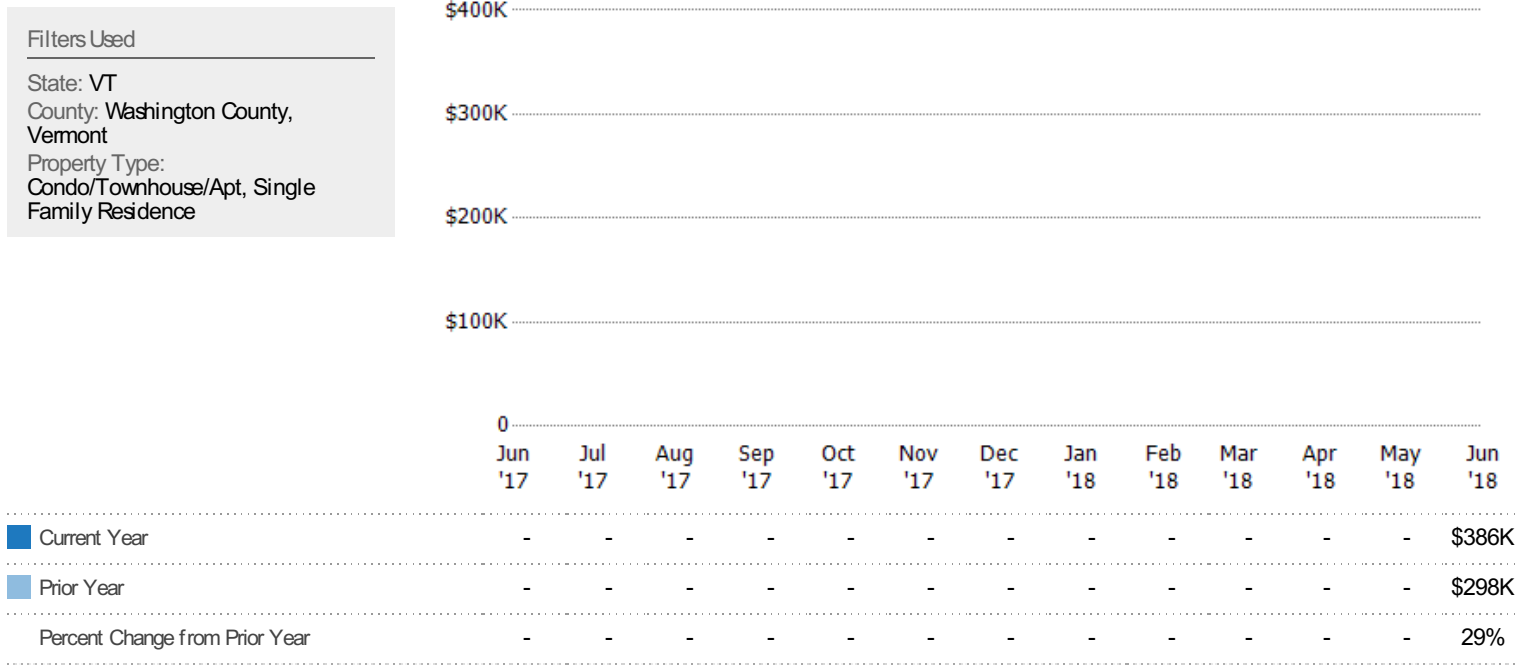 Filters Used
State: VT
County: Washington County,
Vermont
Property Type:
Condo/Townhouse/Apt, Single
Family Residence
$400K
$300K
$200K
$100K
0
Jun Jul Aug Sep Oct Nov Dec Jan Feb Mar Apr May Jun
'17 '17 '17 '17 '17 '17 '17 '18 '18 '18 '18 '18 '18
Current Year - - - - - - - - - - - - $386K
Prior Year - - - - - - - - - - - - $298K
Percent Change from Prior Year - - - - - - - - - - - - 29%